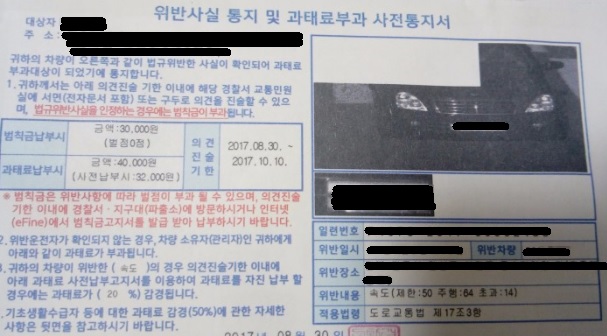 위반사실 통지 및 과태료부과 사전통지서
대상자
주 소 :
귀하의 차량이 오른쪽과 같이 법규위반한 사실이 확인되어 과태료
부과대상이 되었기에 통지합니다.
1. 귀하께서는 아래 의견진술 기한 이내에 해당 경찰서 교통민원
실에 서면(전자문서 포함) 또는 구두로 의견을 진술할 수 있으
며, 법규위반사실을 인정하는 경우에는 범칙금이 부과됩니다.
범칙금납부시 금액:30,000원 (벌점0점)
과태료납부시 금액:40,000원 (사전납부시:32,000원)
의 견 진 술 기 한
2017.08.30. ~
2017.10.10.
* 범칙금은 위반사항에 따라 벌점이 부과 될 수 있으며, 의견진술
기한 이내에 경찰서·지구대(파출소)에 방문하시거나 인터넷
(eFine)에서 범칙금고지서를 발급 받아 납부하시기 바랍니다.
2. 위반운전자가 확인되지 않는 경우, 차량 소유자(관리자)인 귀하에게
아래와 같이 과태료가 부과됩니다.
귀하의 차량이 위반한 ( 속도 )의 경우 의견진술기한 이내에
아래 과태료 사전납부고지서를 이용하여 과태료를 자진 납부 할
경우에는 과태료가 ( 20 %) 감경됩니다.
기초생활수급자 등에 대한 과태료 감경(50%)에 관한 자세한
사항은 뒷면을 참고하시기 바랍니다.
2017년 08월 30일
일련번호
위반일시
위반차량
위반장소
위반내용 속도(제한:50 주행:64 초과:14)
적용법령 도로교통법 제17조3항